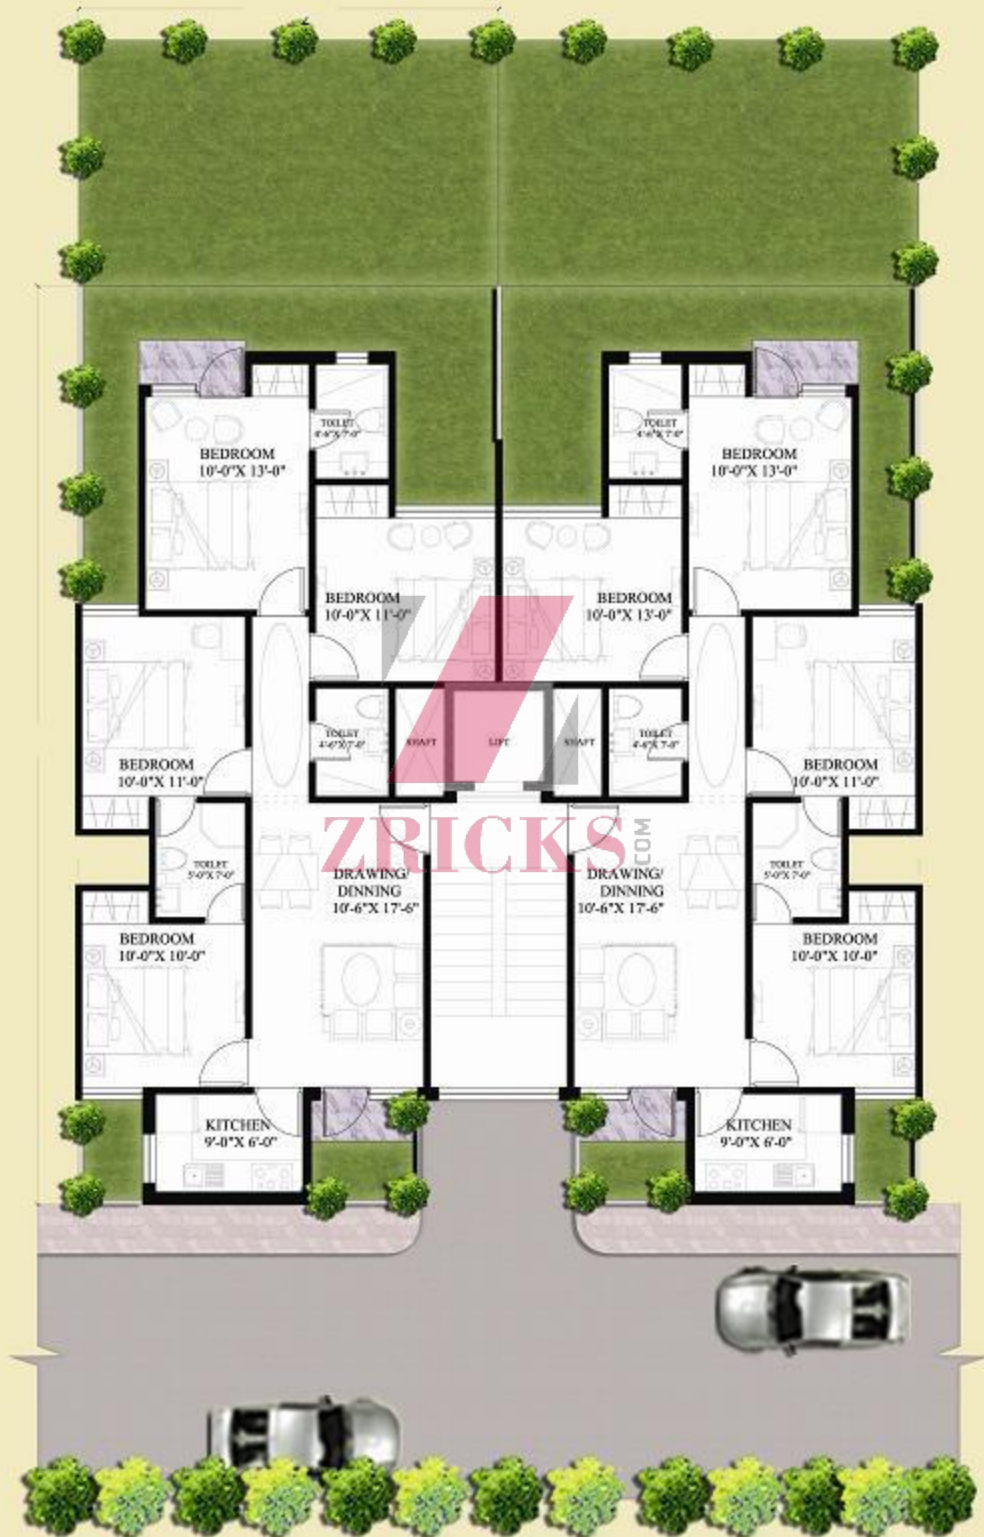 TOILET
4'-6"X 7'-0"
TOILET
4'-6"X 7'-0"
BEDROOM
10'-0"X 13'-0"
BEDROOM
10'-0"X 13'-0"
BEDROOM
10'-0"X 11'-0"
BEDROOM
10'-0"X 13'-0"
TOILET
4'-6"X 7'-0"
SHAFT
LIFT
SHAFT
TOILET
4'-6"X 7'-0"
BEDROOM
10'-0"X 11'-0"
BEDROOM
10'-0"X 11'-0"
ZRICKS.COM
TOILET
5'-0"X 7'-0"
DRAWING/
DINNING
10'-6"X 17'-6"
DRAWING/
DINNING
10'-6"X 17'-6"
TOILET
5'-0"X 7'-0"
BEDROOM
10'-0"X 10'-0"
BEDROOM
10'-0"X 10'-0"
KITCHEN
9'-0"X 6'-0"
KITCHEN
9'-0"X 6'-0"